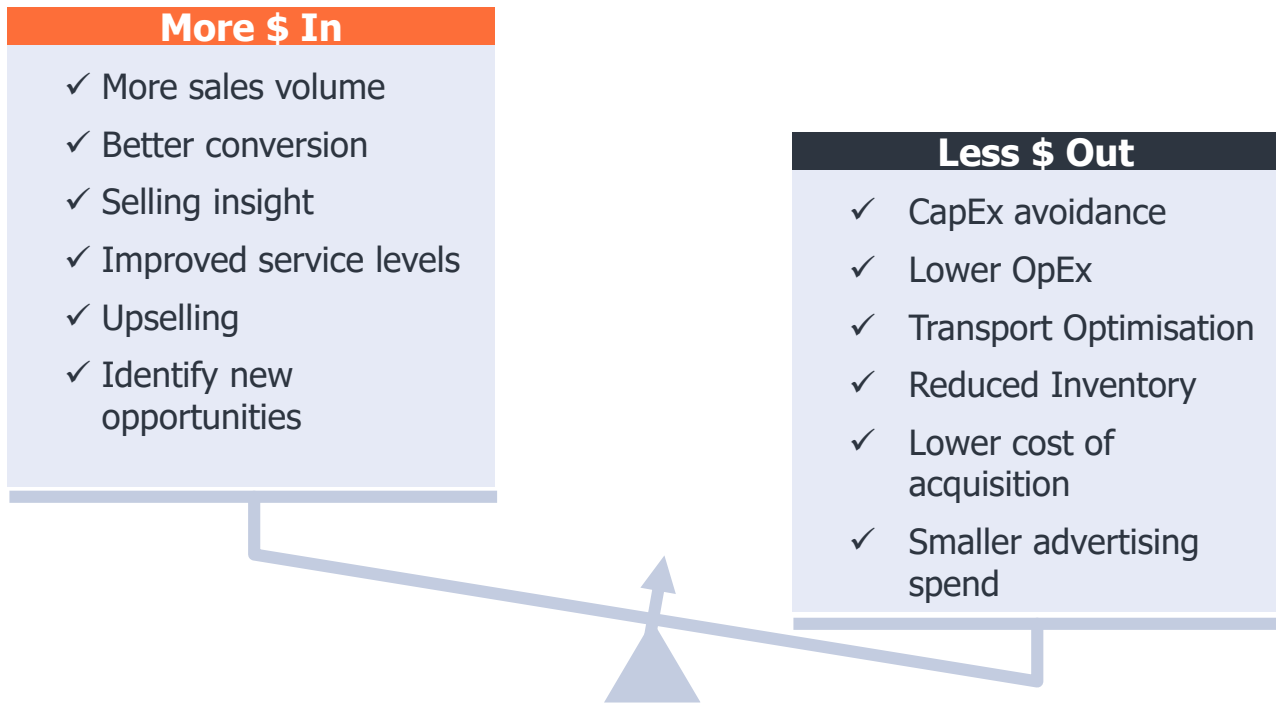 More $ In
✓ More sales volume
✓ Better conversion
✓ Selling insight
✓ Improved service levels
✓ Upselling
✓ Identify new
opportunities
Less $ Out
✓ CapEx avoidance
✓ Lower OpEx
✓ Transport Optimisation
✓ Reduced Inventory
✓ Lower cost of
acquisition
✓ Smaller advertising
spend